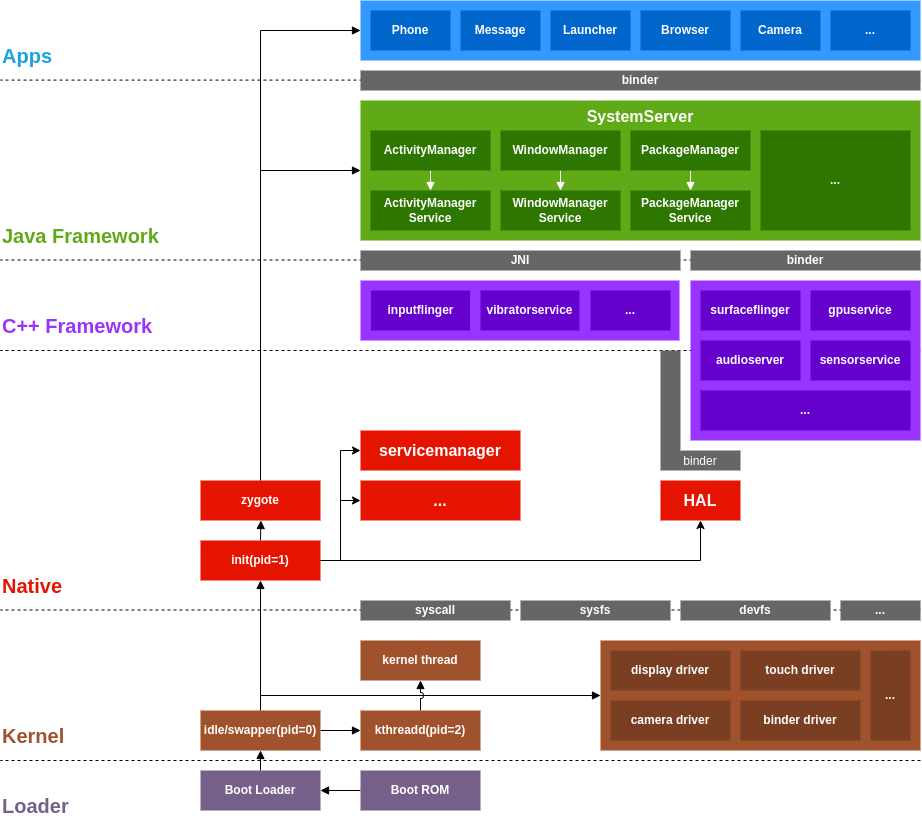 Phone
Message
Launcher
Browser
Camera
...
Apps
binder
SystemServer
ActivityManager
WindowManager
PackageManager
...
ActivityManager
Service
WindowManager
Service
PackageManager
Service
Java Framework
JNI
binder
inputflinger
vibratorservice
...
surfaceflinger
gpuservice
C++ Framework
audioserver
sensorservice
...
servicemanager
binder
zygote
...
HAL
init(pid=1)
Native
syscall
sysfs
devfs
...
kernel thread
display driver
touch driver
...
camera driver
binder driver
idle/swapper(pid=0)
kthreadd(pid=2)
Kernel
Boot Loader
Boot ROM
Loader